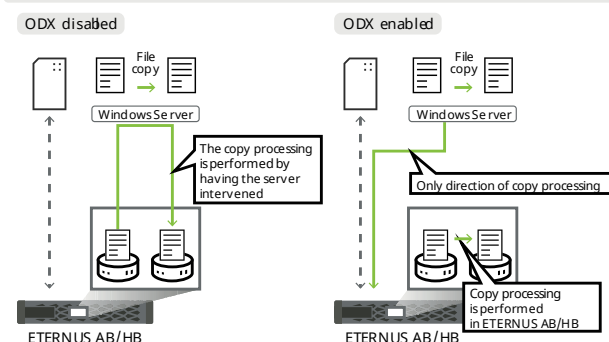 ODX disabled
File
copy
Windows Server
The copy processing
is performed by
having the server
intervened
ETERNUS AB/HB
ODX enabled
File
copy
Windows Server
Only direction of copy processing
Copy processing
is performed
in ETERNUS AB/HB
ETERNUS AB/HB